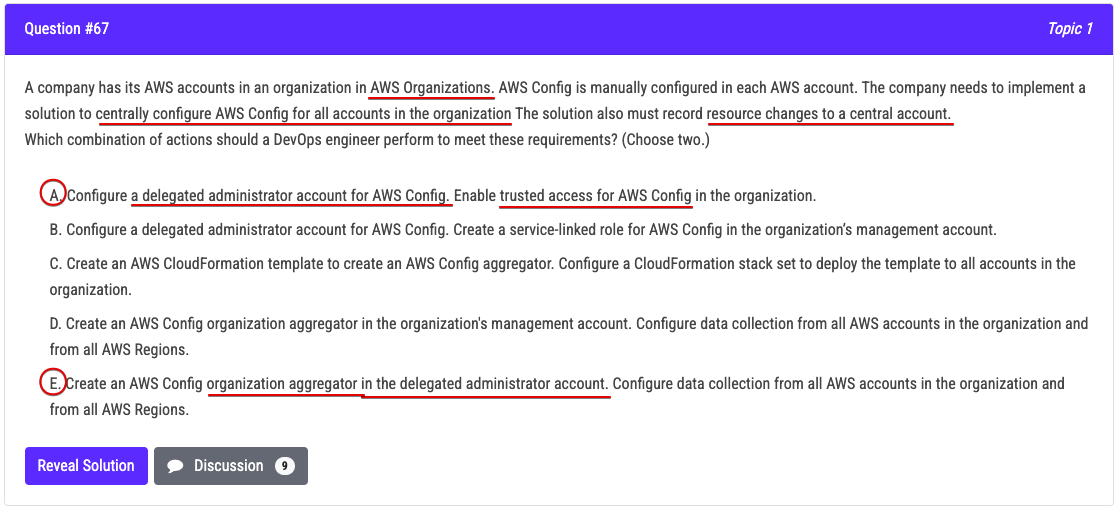 Question #67
Topic 1
A company has its AWS accounts in an organization in AWS Organizations. AWS Config is manually configured in each AWS account. The company needs to implement a
solution to centrally configure AWS Config for all accounts in the organization The solution also must record resource changes to a central account.
Which combination of actions should a DevOps engineer perform to meet these requirements? (Choose two.)
A. Configure a delegated administrator account for AWS Config. Enable trusted access for AWS Config in the organization.
B. Configure a delegated administrator account for AWS Config. Create a service-linked role for AWS Config in the organization's management account.
C. Create an AWS CloudFormation template to create an AWS Config aggregator. Configure a CloudFormation stack set to deploy the template to all accounts in the
organization.
D. Create an AWS Config organization aggregator in the organization's management account. Configure data collection from all AWS accounts in the organization and
from all AWS Regions.
E. Create an AWS Config organization aggregator in the delegated administrator account. Configure data collection from all AWS accounts in the organization and
from all AWS Regions.
Reveal Solution
Discussion 9